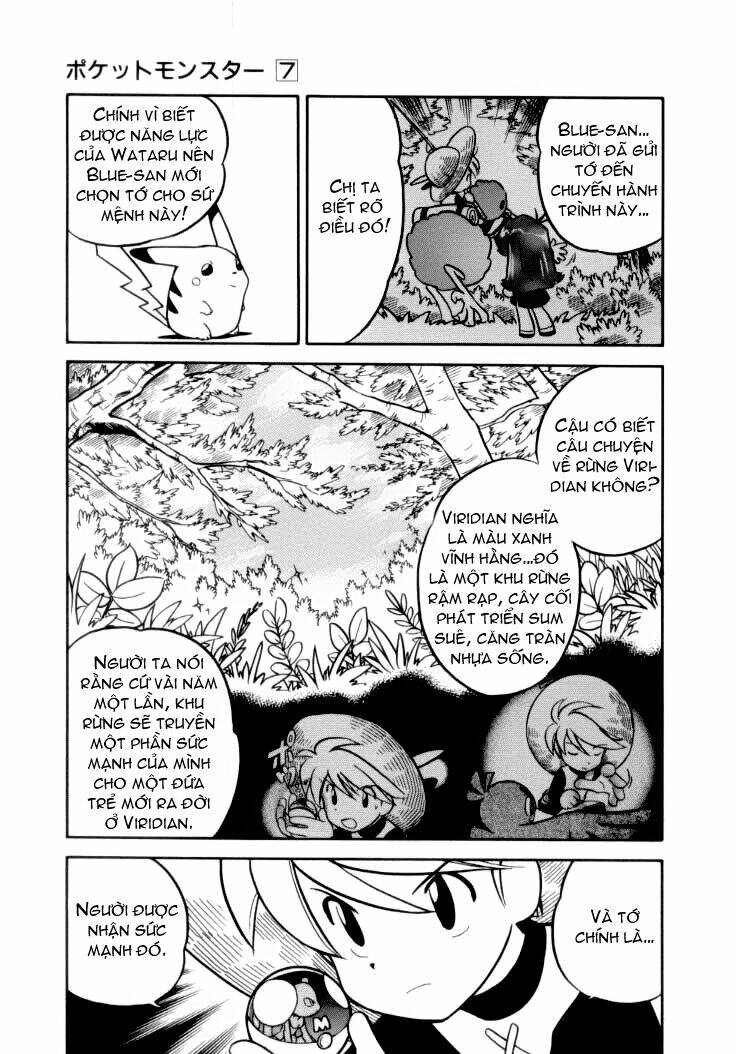 ポケットモンスター 7
BLUE-SAN...
NGƯỜI ĐÃ GỬI
TỚ ĐẾN
CHUYẾN HÀNH
TRÌNH NÀY...
CHỊ TA
BIẾT RÕ
ĐIỀU ĐÓ!
CHÍNH VÌ BIẾT
ĐƯỢC NĂNG LỰC
CỦA WATARU NÊN
BLUE-SAN MỚI
CHỌN TỚ CHO SỨ
MỆNH NÀY!
CẬU CÓ BIẾT
CÂU CHUYỆN
VỀ RỪNG VIRI-
DIAN KHÔNG?
VIRIDIAN NGHĨA
LÀ MÀU XANH
VĨNH HẰNG...ĐÓ
LÀ MỘT KHU RỪNG
RẬM RẠP, CÂY CỐI
PHÁT TRIỂN SUM
SUÊ, CĂNG TRÀN
NHỰA SỐNG.
NGƯỜI TA NÓI
RẰNG CỨ VÀI NĂM
MỘT LẦN, KHU
RỪNG SẼ TRUYỀN
MỘT PHẦN SỨC
MẠNH CỦA MÌNH
CHO MỘT ĐỨA
TRẺ MỚI RA ĐỜI
Ở VIRIDIAN.
VÀ TỚ
CHÍNH LÀ...
NGƯỜI ĐƯỢC
NHẬN SỨC
MẠNH ĐÓ.
M